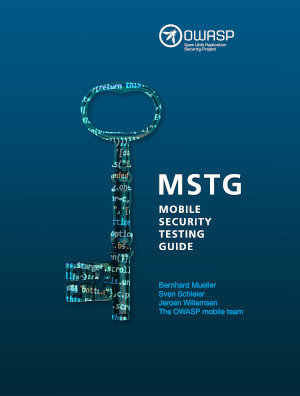 OWASP
Open Web Application
Security Project
MSTG
MOBILE
SECURITY
TESTING
GUIDE
Bernhard Mueller
Sven Schleier
Jeroen Willemsen
The OWASP mobile team